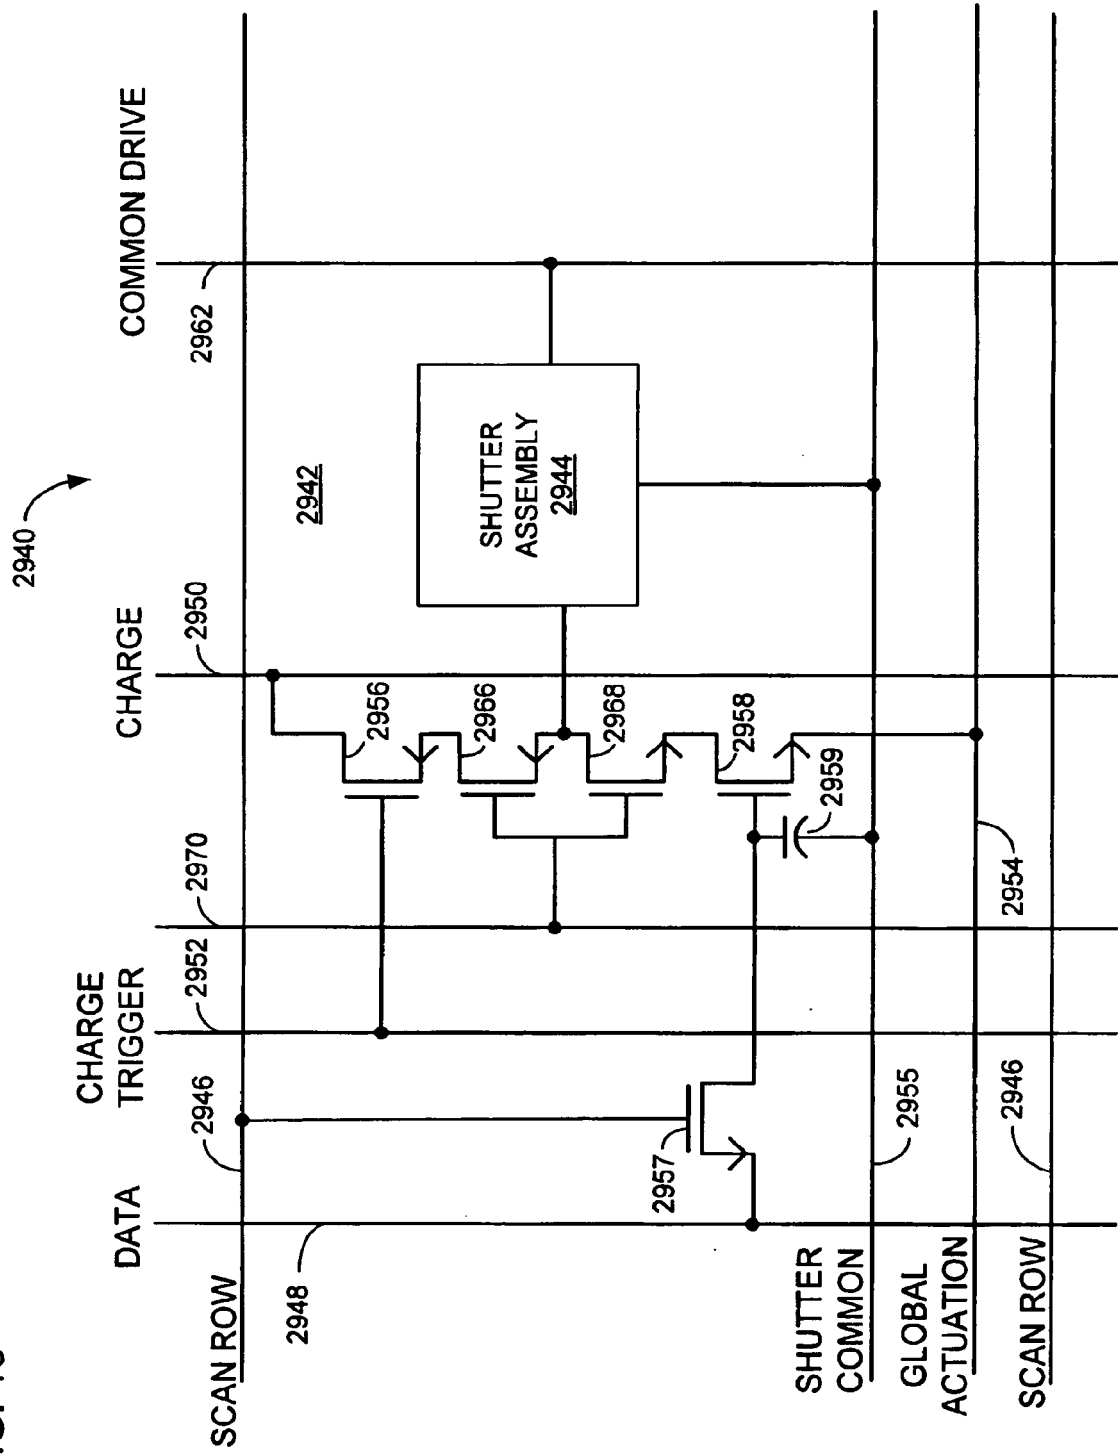 2940
DATA
CHARGE
TRIGGER
CHARGE
COMMON DRIVE
SCAN ROW
2946
2952
2970
2950
2962
2948
2942
2956
2966
2968
2958
2959
SHUTTER
ASSEMBLY
2944
2957
SHUTTER
COMMON
2955
GLOBAL
ACTUATION
2954
SCAN ROW
2946